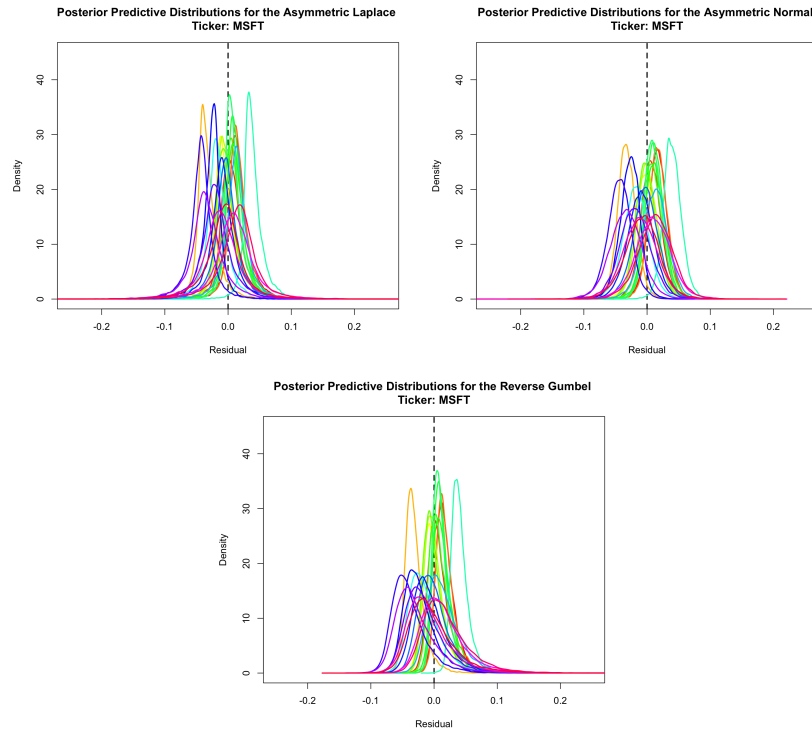 Posterior Predictive Distributions for the Asymmetric Laplace
Ticker: MSFT
Density
0 10 20 30 40
-0.2 -0.1 0.0 0.1 0.2
Residual
Posterior Predictive Distributions for the Asymmetric Normal
Ticker: MSFT
Density
0 10 20 30 40
-0.2 -0.1 0.0 0.1 0.2
Residual
Posterior Predictive Distributions for the Reverse Gumbel
Ticker: MSFT
Density
0 10 20 30 40
-0.2 -0.1 0.0 0.1 0.2
Residual